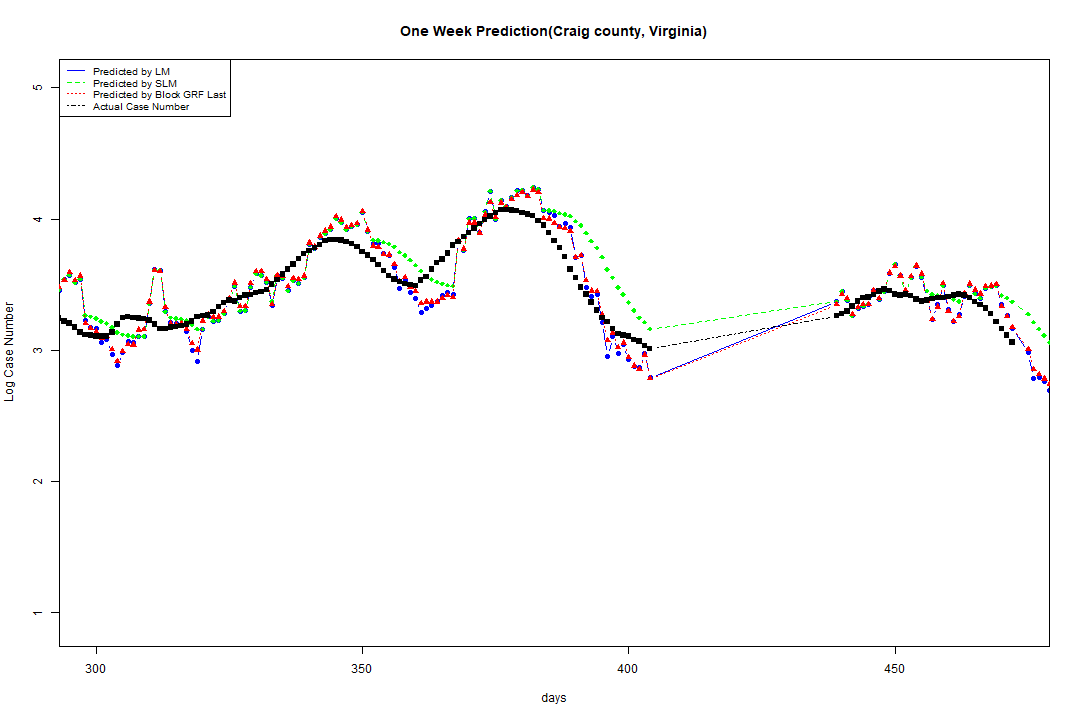 One Week Prediction(Craig county, Virginia)
Predicted by LM
Predicted by SLM
Predicted by Block GRF Last
Actual Case Number
5
4
3
2
1
Log Case Number
300
350
400
450
days